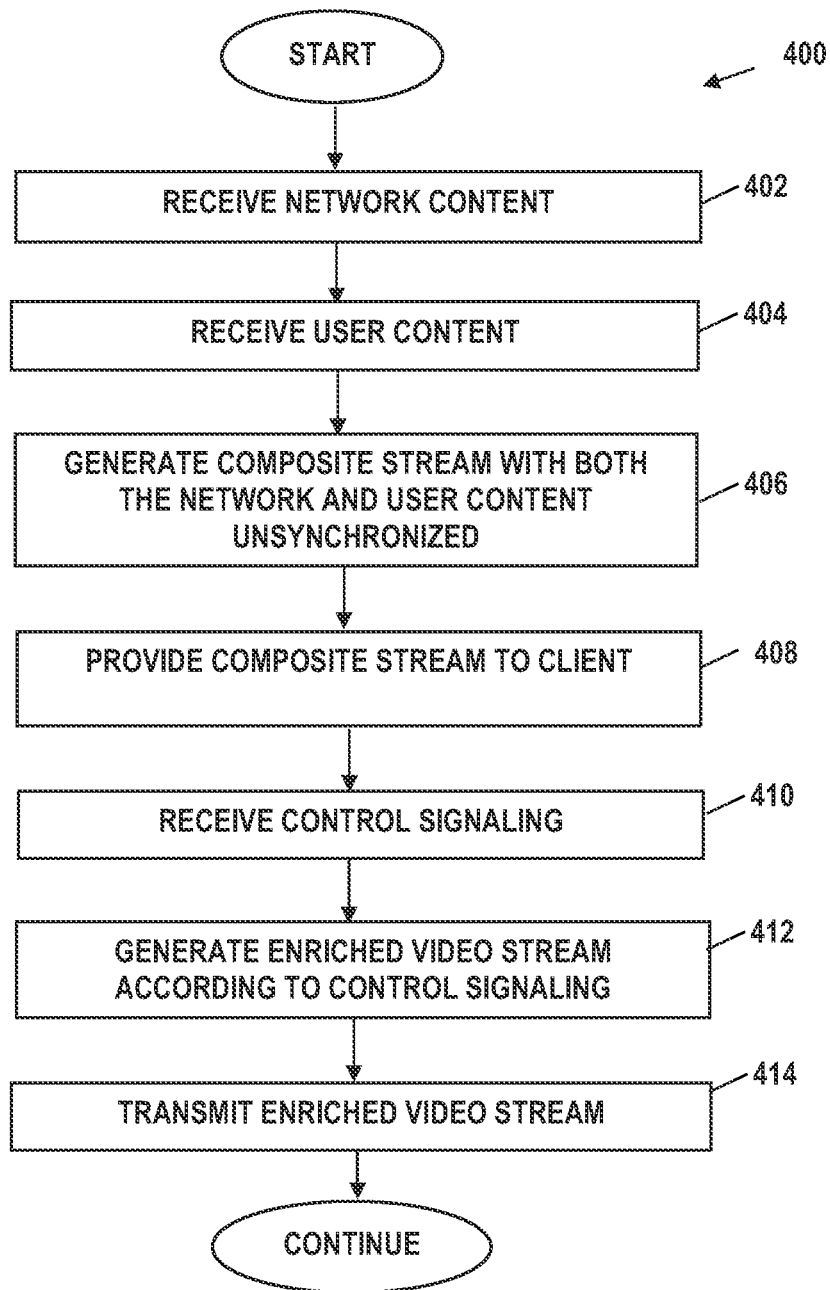 START
400
RECEIVE NETWORK CONTENT
402
RECEIVE USER CONTENT
404
GENERATE COMPOSITE STREAM WITH BOTH
THE NETWORK AND USER CONTENT
UNSYNCHRONIZED
406
PROVIDE COMPOSITE STREAM TO CLIENT
408
RECEIVE CONTROL SIGNALING
410
GENERATE ENRICHED VIDEO STREAM
ACCORDING TO CONTROL SIGNALING
412
TRANSMIT ENRICHED VIDEO STREAM
414
CONTINUE